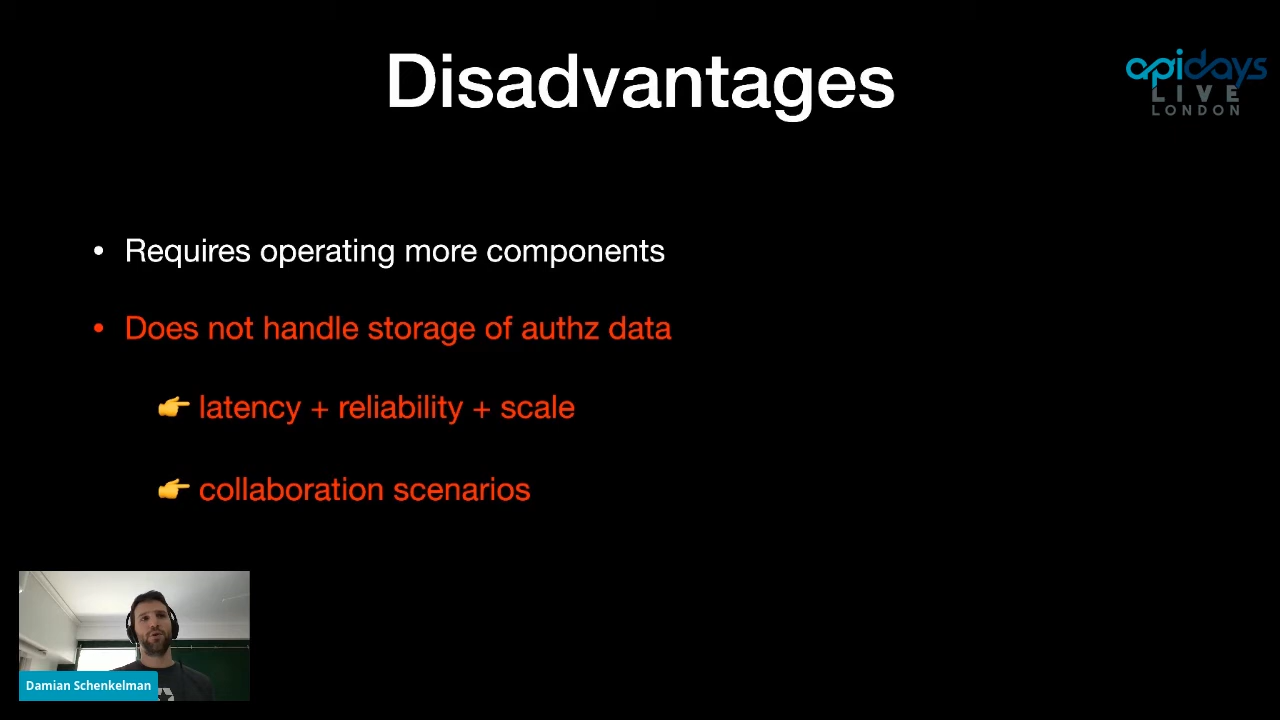 Disadvantages
apidays
LIVE
LONDON
• Requires operating more components
• Does not handle storage of authz data
👉 latency + reliability + scale
👉 collaboration scenarios
Damian Schenkelman